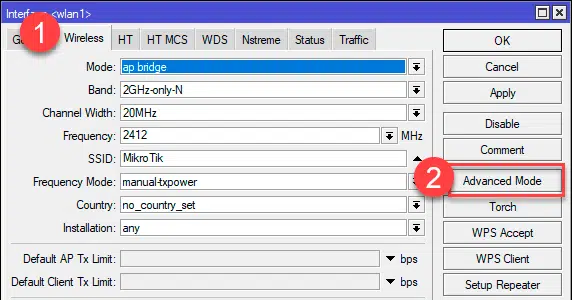 Interface <wlan1>
1
Wireless HT HT MCS WDS Nstreme Status Traffic
OK
Mode: ap bridge
Cancel
Band: 2GHz-only-N
Apply
Channel Width: 20MHz
Disable
Frequency: 2412 MHz
Comment
SSID: MikroTik
2
Advanced Mode
Frequency Mode: manual-txpower
Torch
Country: no_country_set
WPS Accept
Installation: any
WPS Client
Default AP Tx Limit: bps
Default Client Tx Limit: bps
Setup Repeater